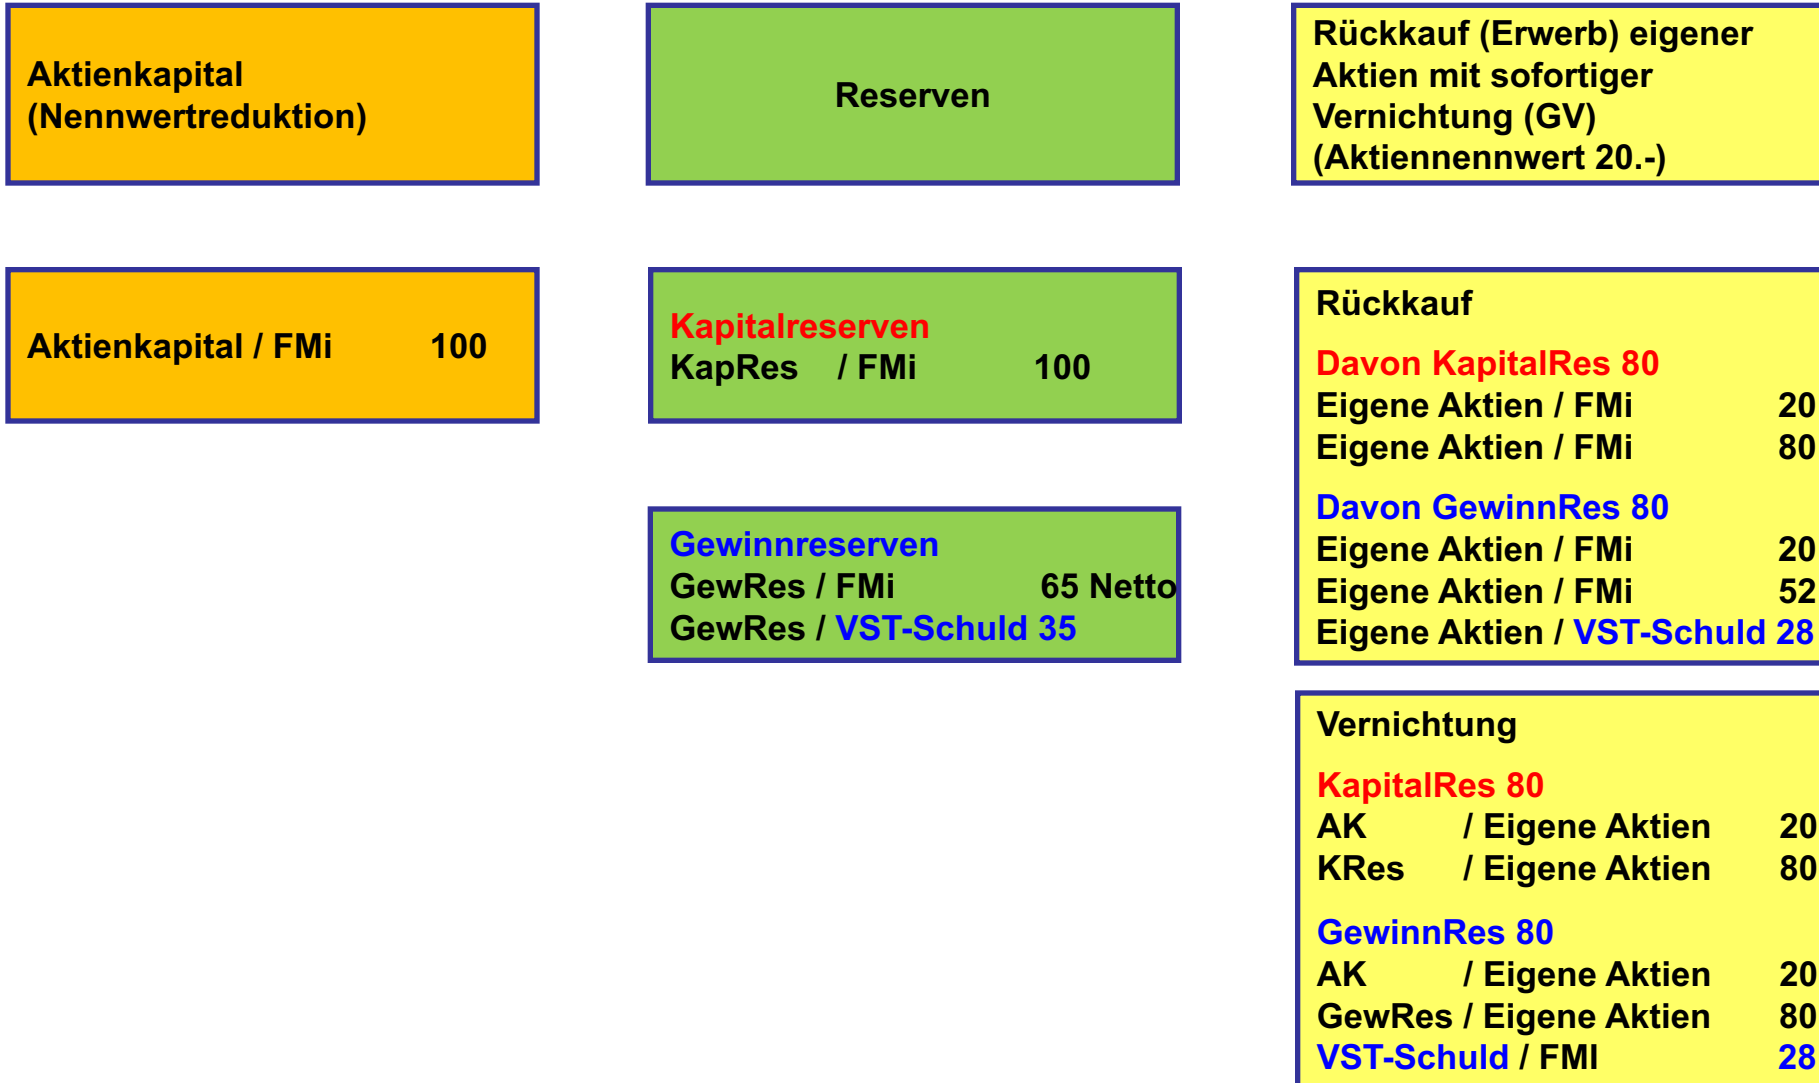 Aktienkapital
(Nennwertreduktion)
Reserven
Rückkauf (Erwerb) eigener
Aktien mit sofortiger
Vernichtung (GV)
(Aktiennennwert 20.-)
Aktienkapital / FMi 100
Kapitalreserven
KapRes / FMi 100
Gewinnreserven
GewRes / FMi 65 Netto
GewRes / VST-Schuld 35
Rückkauf
Davon KapitalRes 80
Eigene Aktien / FMi 20
Eigene Aktien / FMi 80
Davon GewinnRes 80
Eigene Aktien / FMi 20
Eigene Aktien / FMi 52
Eigene Aktien / VST-Schuld 28
Vernichtung
KapitalRes 80
AK / Eigene Aktien 20
KRes / Eigene Aktien 80
GewinnRes 80
AK / Eigene Aktien 20
GewRes / Eigene Aktien 80
VST-Schuld / FMI 28